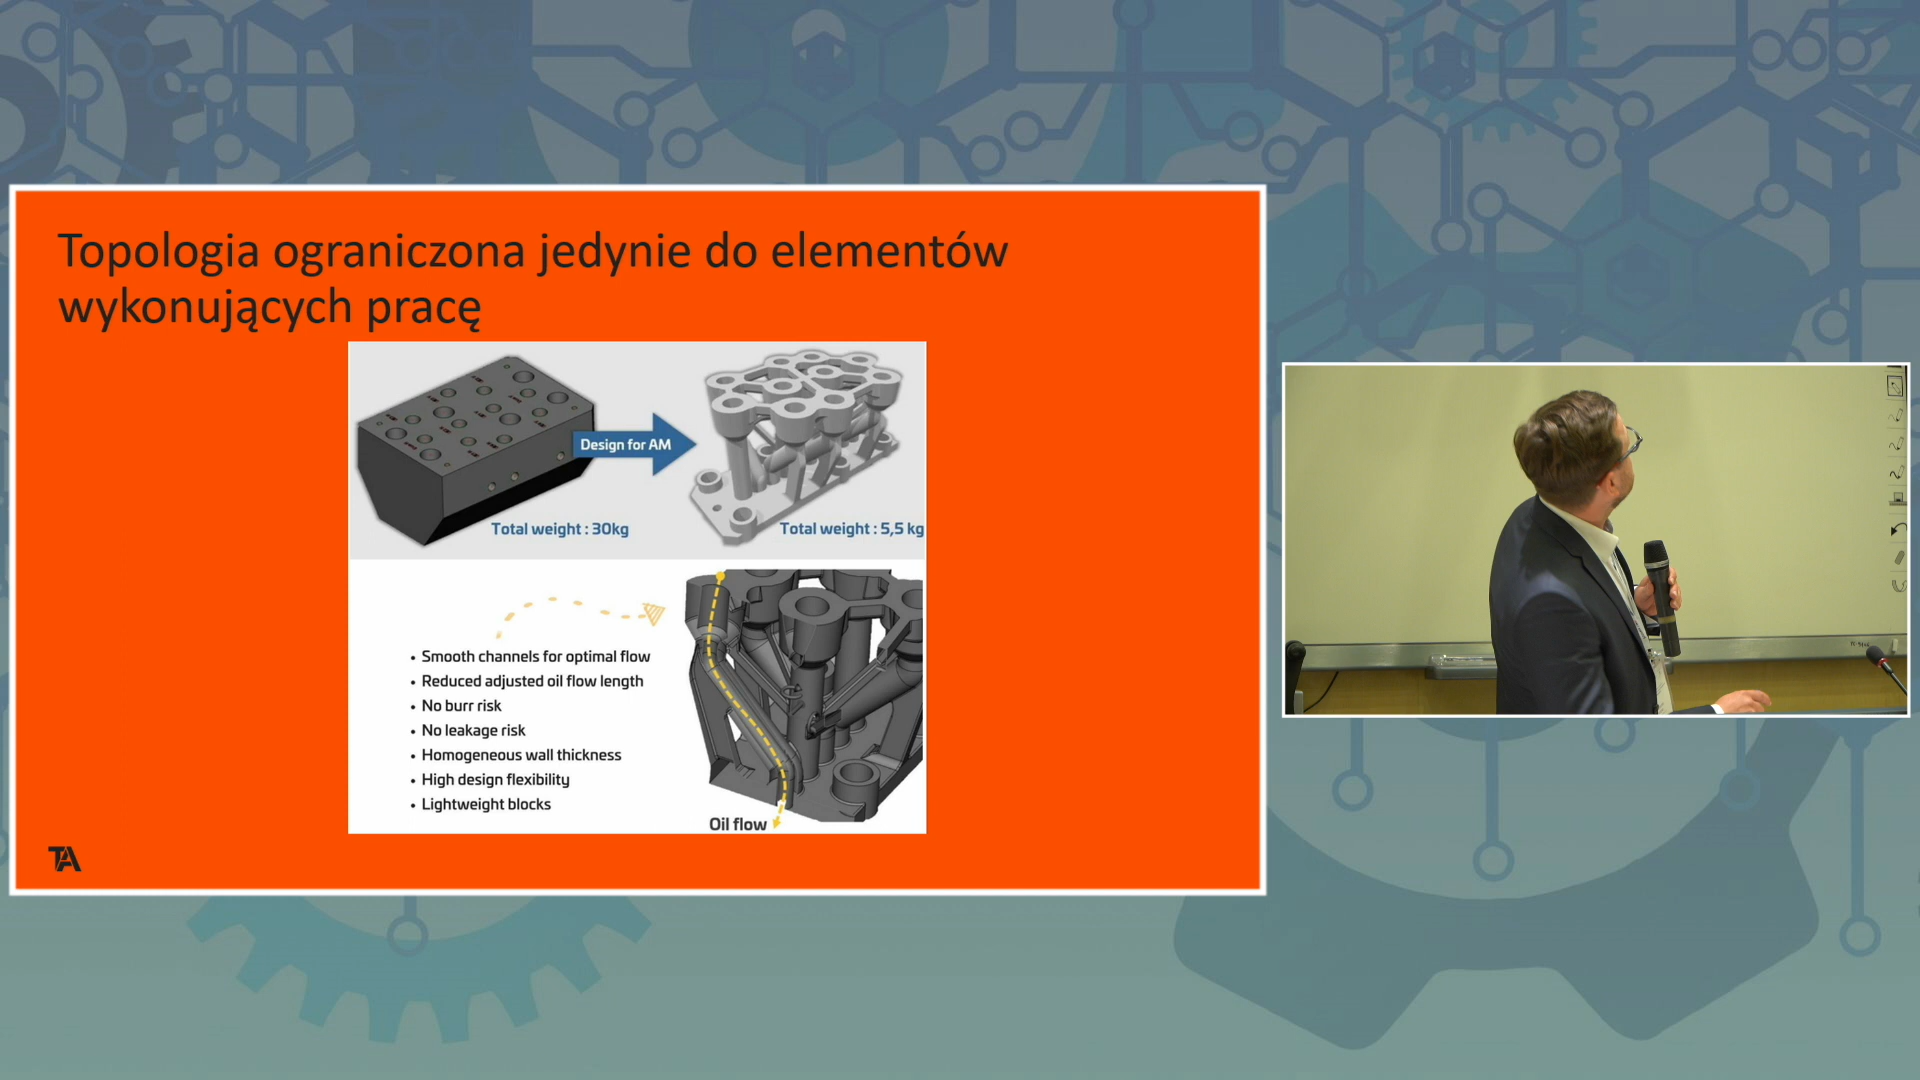 Topologia ograniczona jedynie do elementów
wykonujących pracę
Design for AM
Total weight : 30kg
Total weight : 5,5 kg
• Smooth channels for optimal flow
• Reduced adjusted oil flow length
• No burr risk
• No leakage risk
• Homogeneous wall thickness
• High design flexibility
• Lightweight blocks
Oil flow
TA